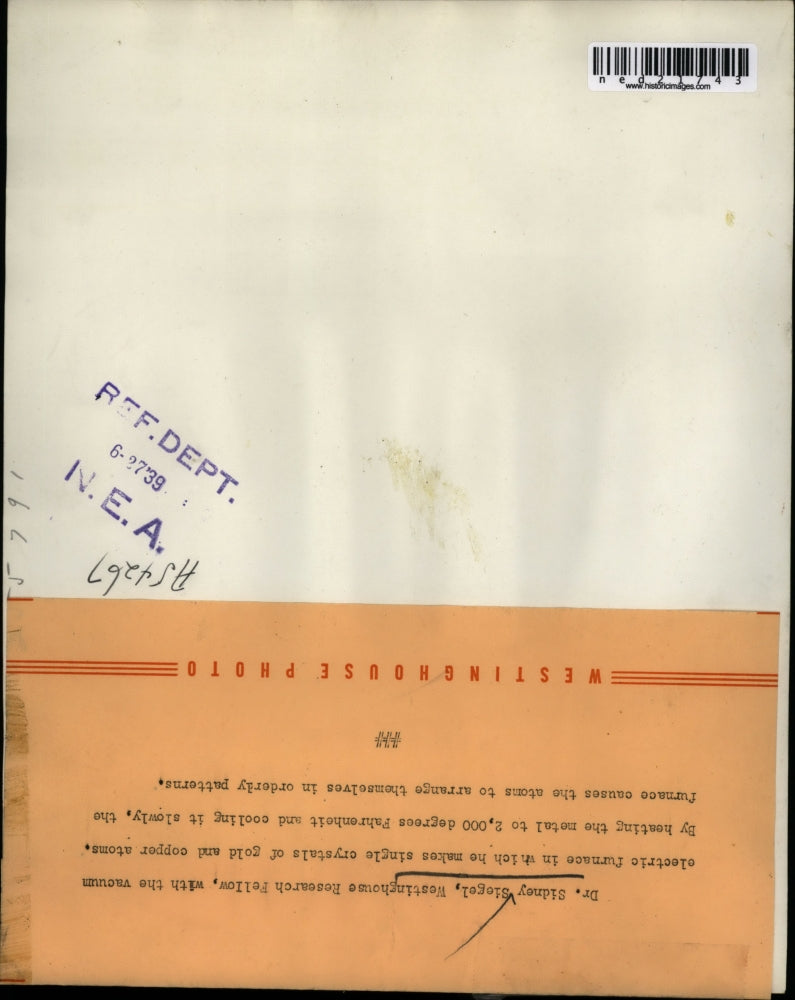 ned21743
www.historicimages.com
REF.DEPT.
6-27'39
N.E.A.
AS4267
Dr. Sidney Siegel, Westinghouse Research Fellow, with the vacuum
electric furnace in which he makes single crystals of gold and copper atoms.
By heating the metal to 2,000 degrees Fahrenheit and cooling it slowly, the
furnace causes the atoms to arrange themselves in orderly patterns.
###
WESTINGHOUSE PHOTO